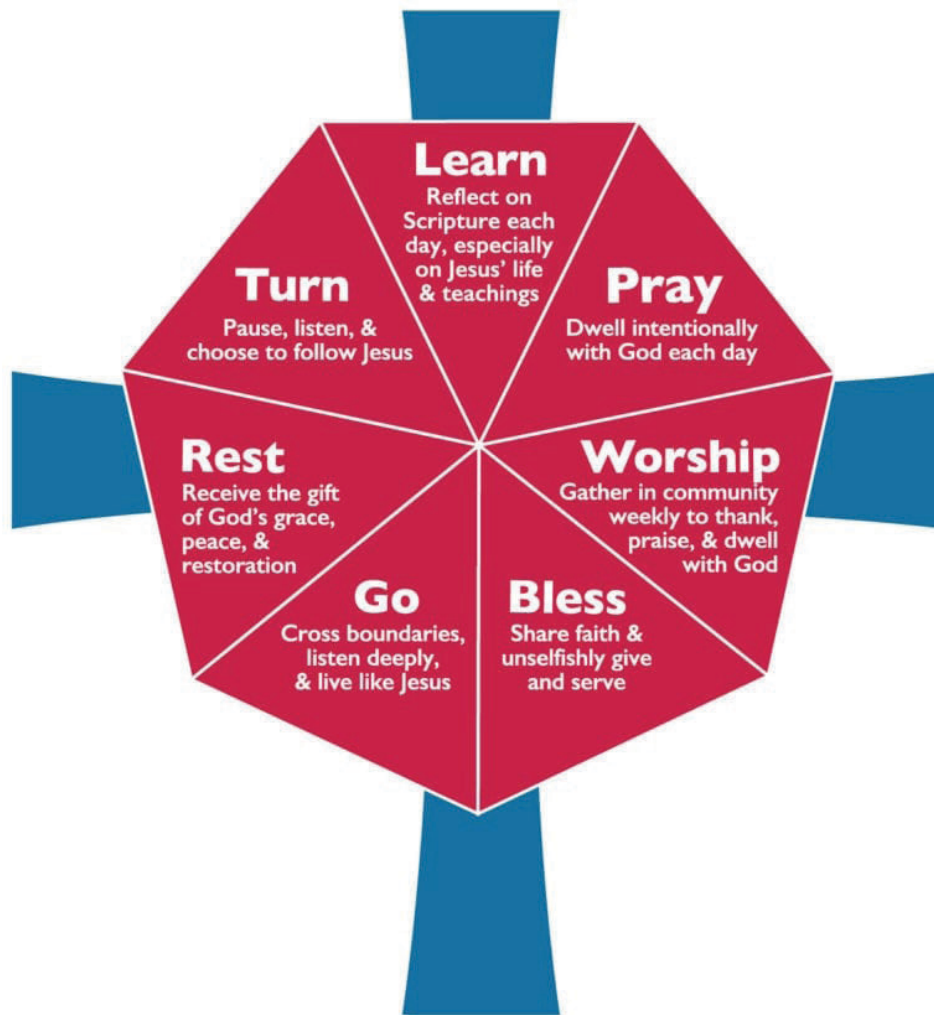 Learn
Reflect on
Scripture each
day, especially
on Jesus’ life
& teachings
Turn
Pause, listen, &
choose to follow Jesus
Pray
Dwell intentionally
with God each day
Rest
Receive the gift
of God’s grace,
peace, &
restoration
Worship
Gather in community
weekly to thank,
praise, & dwell
with God
Go
Cross boundaries,
listen deeply,
& live like Jesus
Bless
Share faith &
unselfishly give
and serve